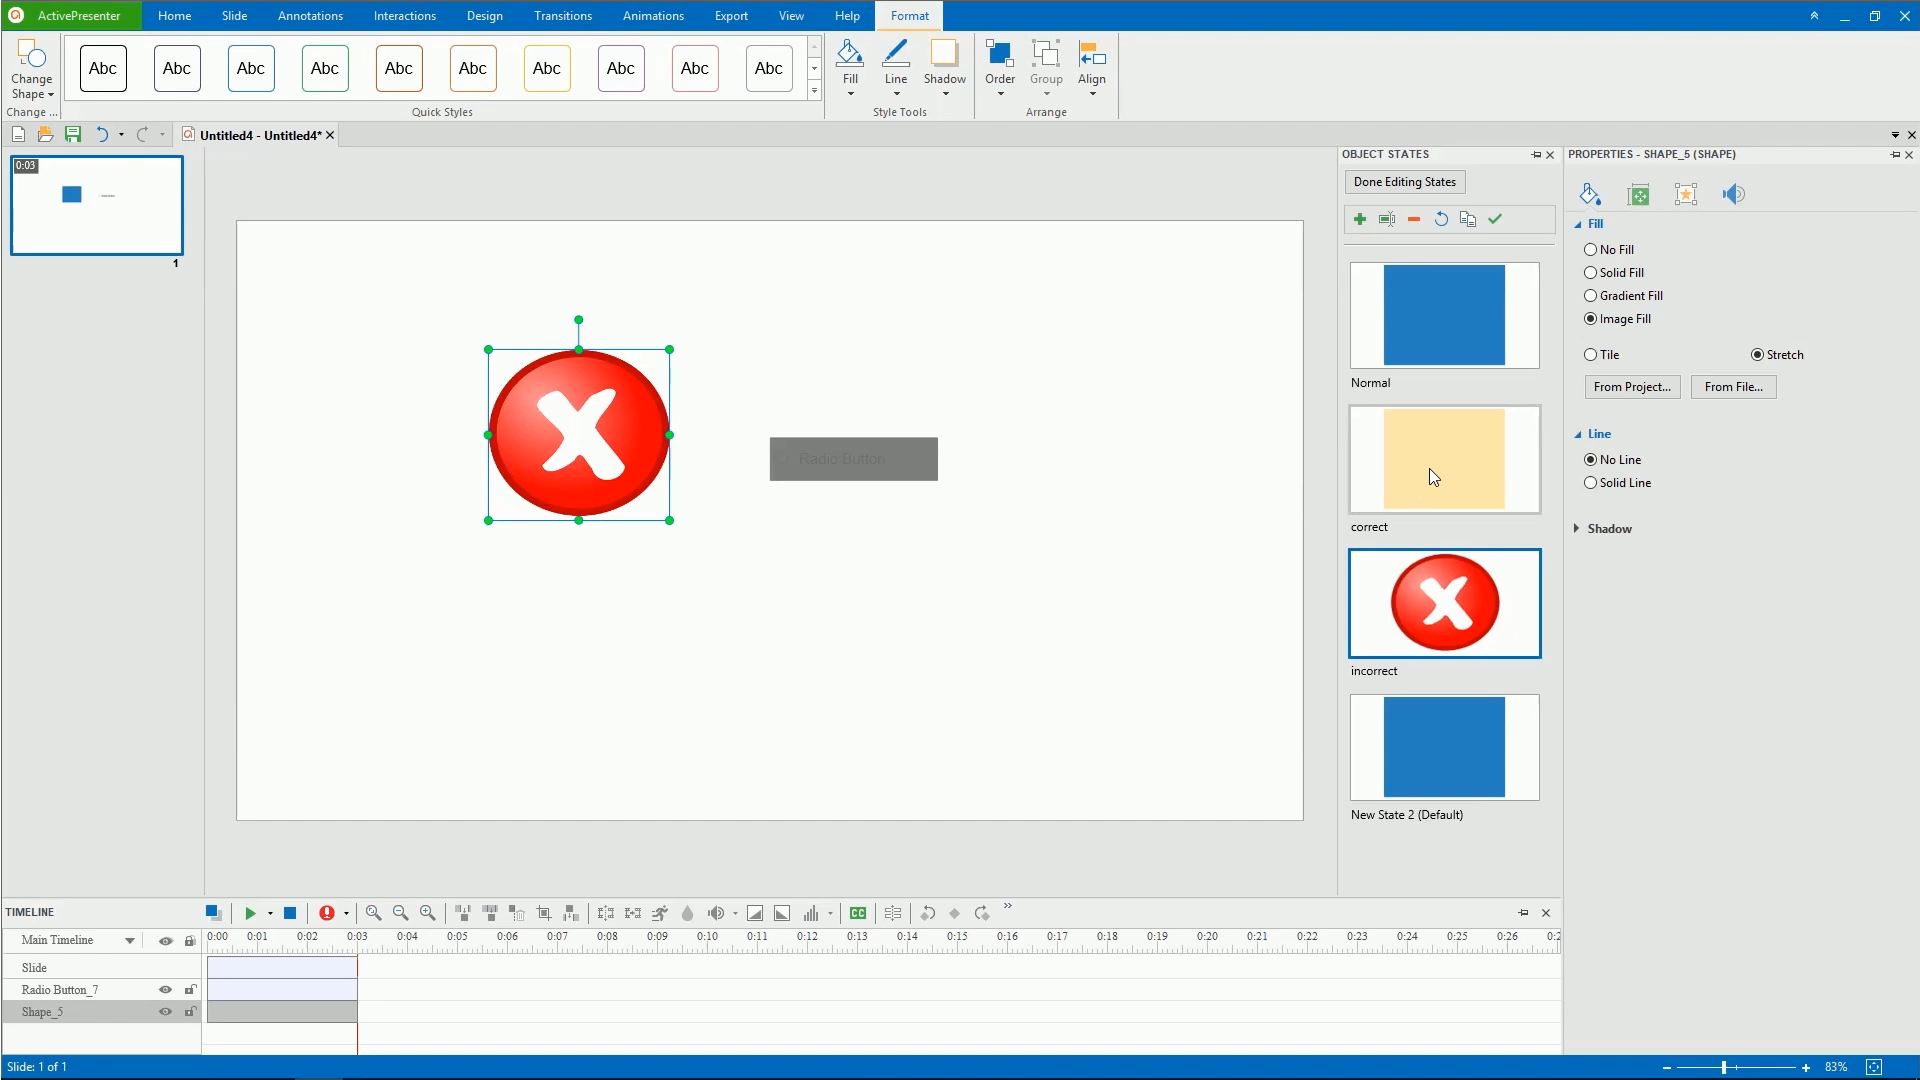 ActivePresenter Home Slide Annotations Interactions Design Transitions Animations Export View Help Format
Change Shape
Abc Abc Abc Abc Abc Abc Abc Abc Abc Abc
Fill Line Shadow Order Group Align
Change ... Quick Styles Style Tools Arrange
Untitled4 - Untitled4*
0:03
1
X
Radio Button
OBJECT STATES
Done Editing States
Normal
correct
X
incorrect
New State 2 (Default)
PROPERTIES - SHAPE_5 (SHAPE)
Fill
No Fill
Solid Fill
Gradient Fill
Image Fill
Tile Stretch
From Project... From File...
Line
No Line
Solid Line
Shadow
TIMELINE
CC
Main Timeline
0:00 0:01 0:02 0:03 0:04 0:05 0:06 0:07 0:08 0:09 0:10 0:11 0:12 0:13 0:14 0:15 0:16 0:17 0:18 0:19 0:20 0:21 0:22 0:23 0:24 0:25 0:26
Slide
Radio Button_7
Shape_5
Slide: 1 of 1 83%